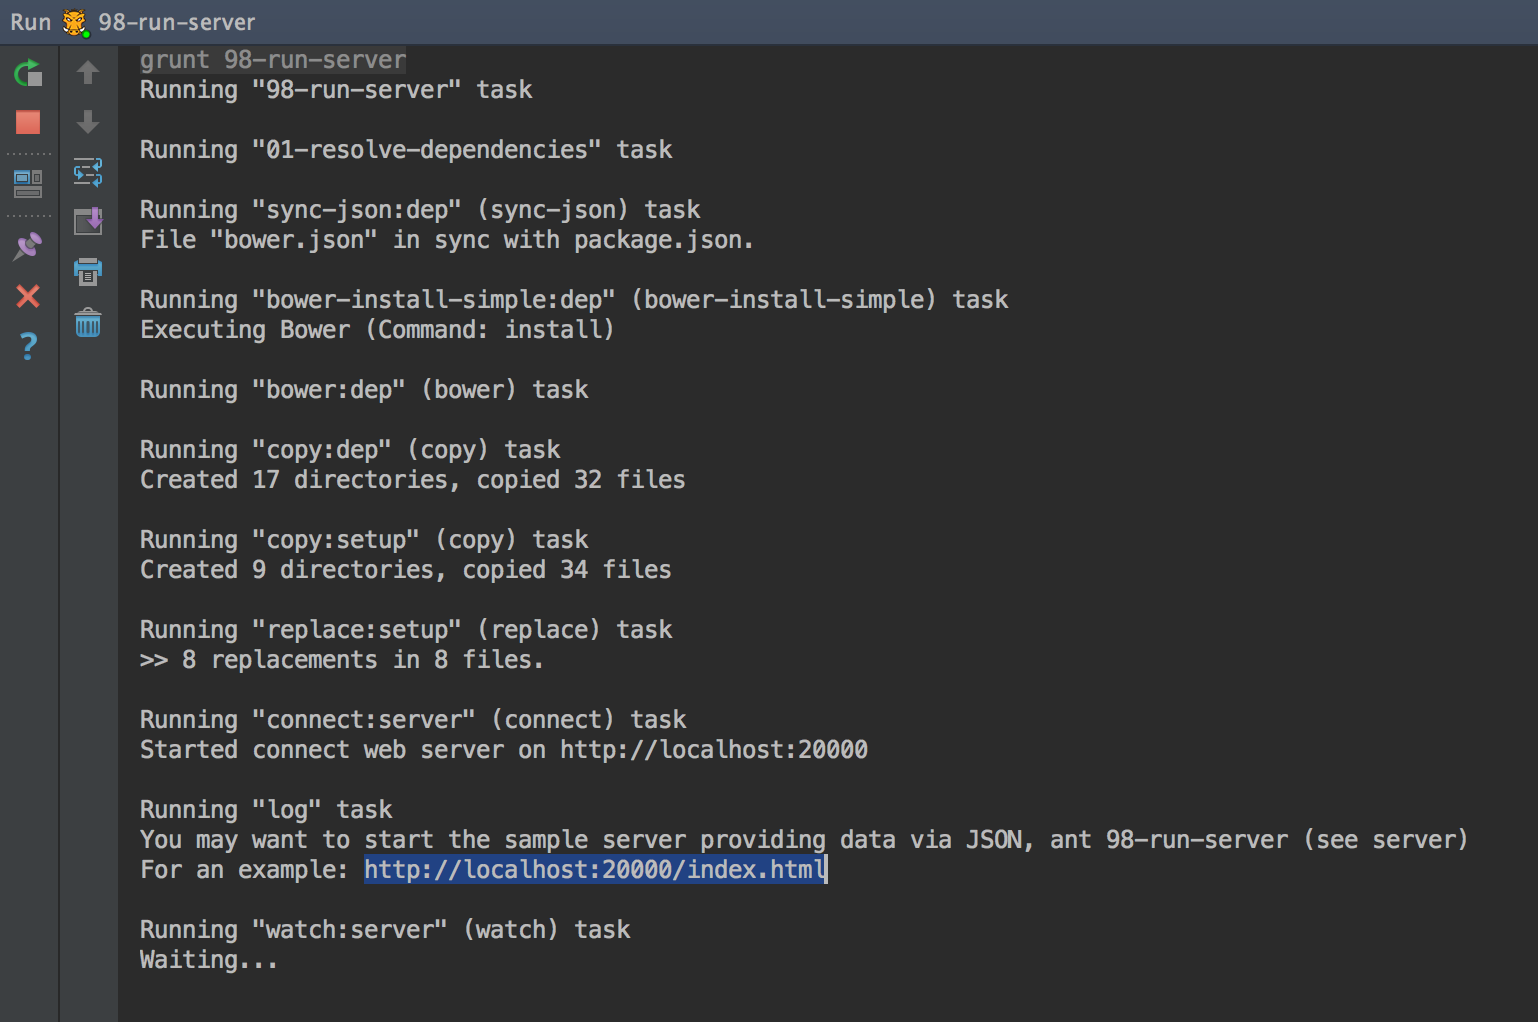 Run 98-run-server
grunt 98-run-server
Running "98-run-server" task
Running "01-resolve-dependencies" task
Running "sync-json:dep" (sync-json) task
File "bower.json" in sync with package.json.
Running "bower-install-simple:dep" (bower-install-simple) task
Executing Bower (Command: install)
Running "bower:dep" (bower) task
Running "copy:dep" (copy) task
Created 17 directories, copied 32 files
Running "copy:setup" (copy) task
Created 9 directories, copied 34 files
Running "replace:setup" (replace) task
>> 8 replacements in 8 files.
Running "connect:server" (connect) task
Started connect web server on http://localhost:20000
Running "log" task
You may want to start the sample server providing data via JSON, ant 98-run-server (see server)
For an example: http://localhost:20000/index.html
Running "watch:server" (watch) task
Waiting...